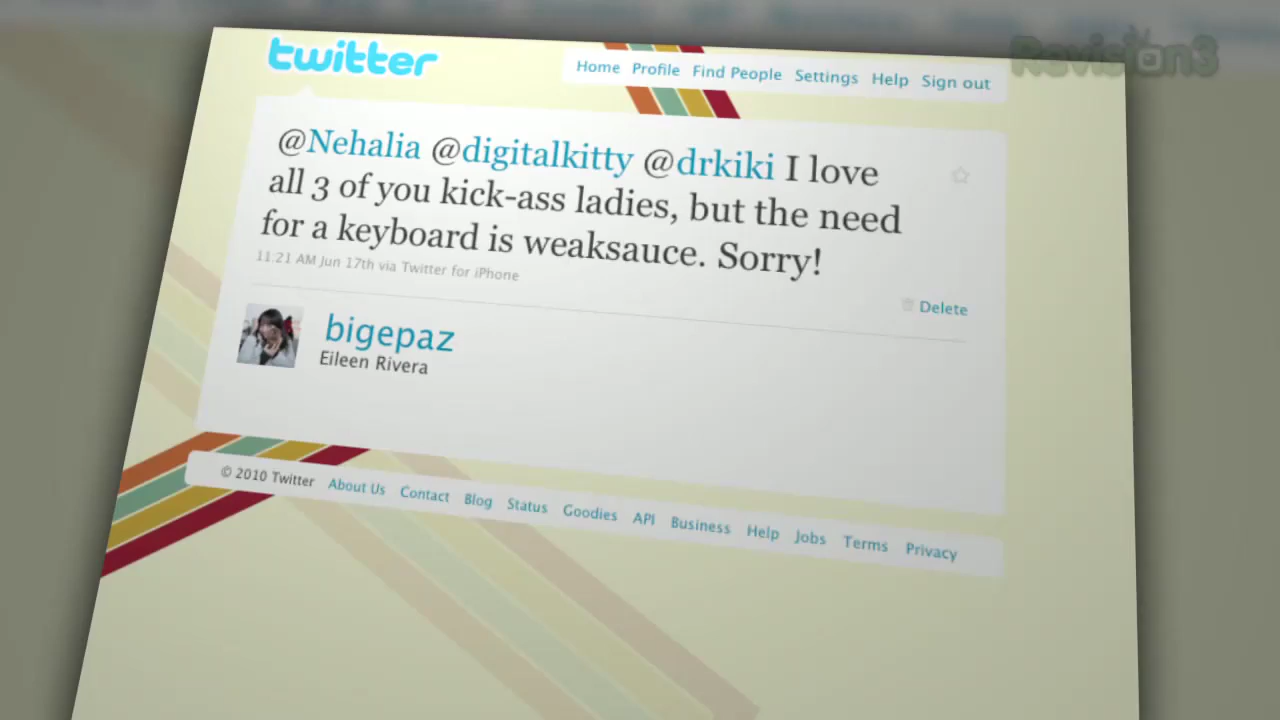 Revision3
twitter
Home Profile Find People Settings Help Sign out
@Nehalia @digitalkitty @drkiki I love
all 3 of you kick-ass ladies, but the need
for a keyboard is weaksauce. Sorry!
11:21 AM Jun 17th via Twitter for iPhone
Delete
bigepaz
Eileen Rivera
© 2010 Twitter About Us Contact Blog Status Goodies API Business Help Jobs Terms Privacy